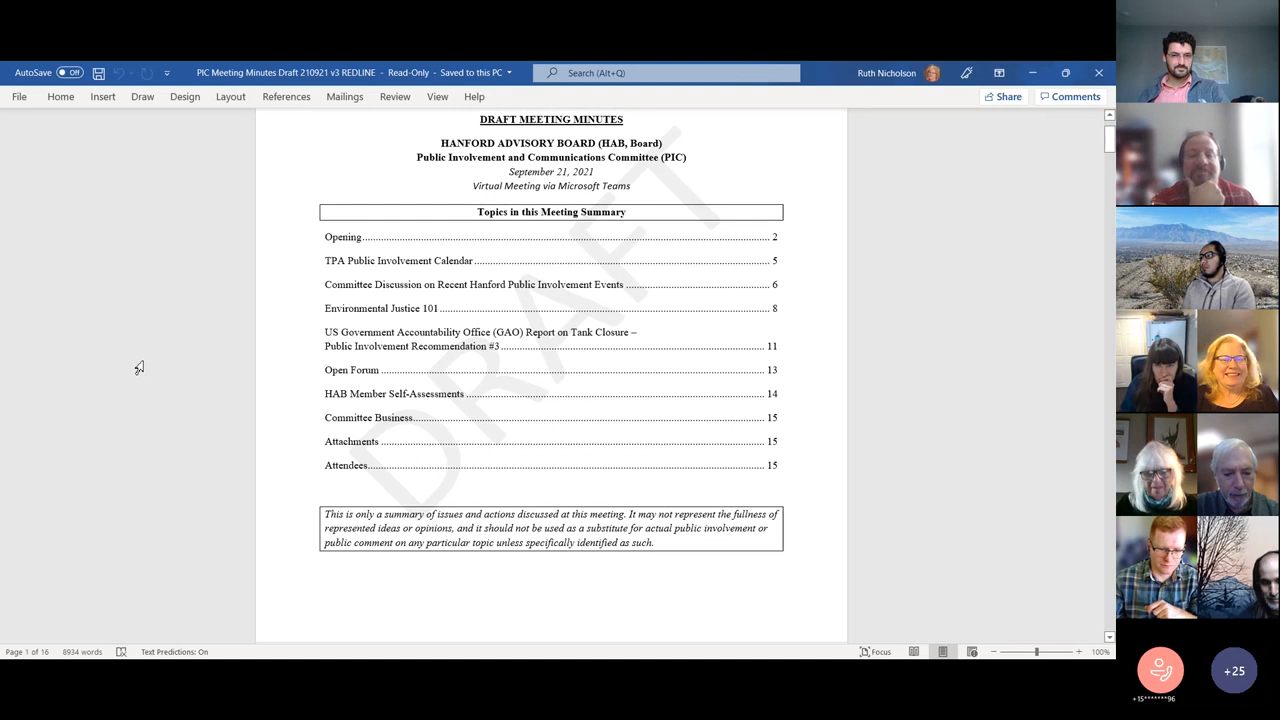 AutoSave Off PIC Meeting Minutes Draft 210921 v3 REDLINE - Read-Only - Saved to this PC Search (Alt+Q) Ruth Nicholson
File Home Insert Draw Design Layout References Mailings Review View Help Share Comments
DRAFT MEETING MINUTES
HANFORD ADVISORY BOARD (HAB, Board)
Public Involvement and Communications Committee (PIC)
September 21, 2021
Virtual Meeting via Microsoft Teams
Topics in this Meeting Summary
Opening 2
TPA Public Involvement Calendar 5
Committee Discussion on Recent Hanford Public Involvement Events 6
Environmental Justice 101 8
US Government Accountability Office (GAO) Report on Tank Closure –
Public Involvement Recommendation #3 11
Open Forum 13
HAB Member Self-Assessments 14
Committee Business 15
Attachments 15
Attendees 15
DRAFT
This is only a summary of issues and actions discussed at this meeting. It may not represent the fullness of
represented ideas or opinions, and it should not be used as a substitute for actual public involvement or
public comment on any particular topic unless specifically identified as such.
Page 1 of 16 8934 words Text Predictions: On Focus 100%
+25
+15*******96